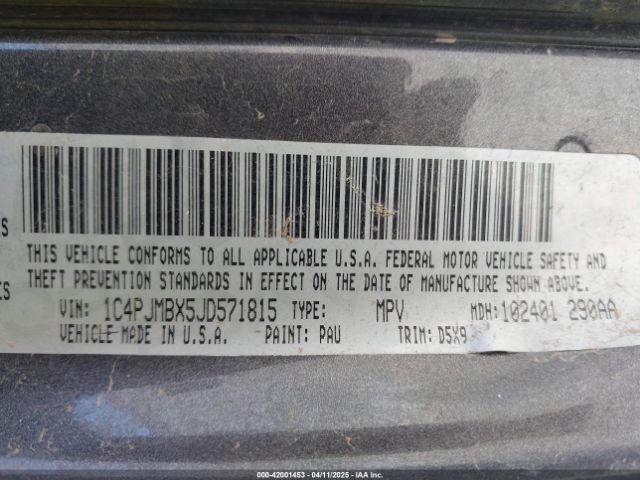 S
THIS VEHICLE CONFORMS TO ALL APPLICABLE U.S.A. FEDERAL MOTOR VEHICLE SAFETY AND
THEFT PREVENTION STANDARDS IN EFFECT ON THE DATE OF MANUFACTURE SHOWN ABOVE.
ES
VIN: 1C4PJMBX5JD571815 TYPE: MPV MDH:102401 290AA
VEHICLE MADE IN U.S.A. PAINT: PAU TRIM: D5X9
000-42001453 - 04/11/2025 - IAA Inc.